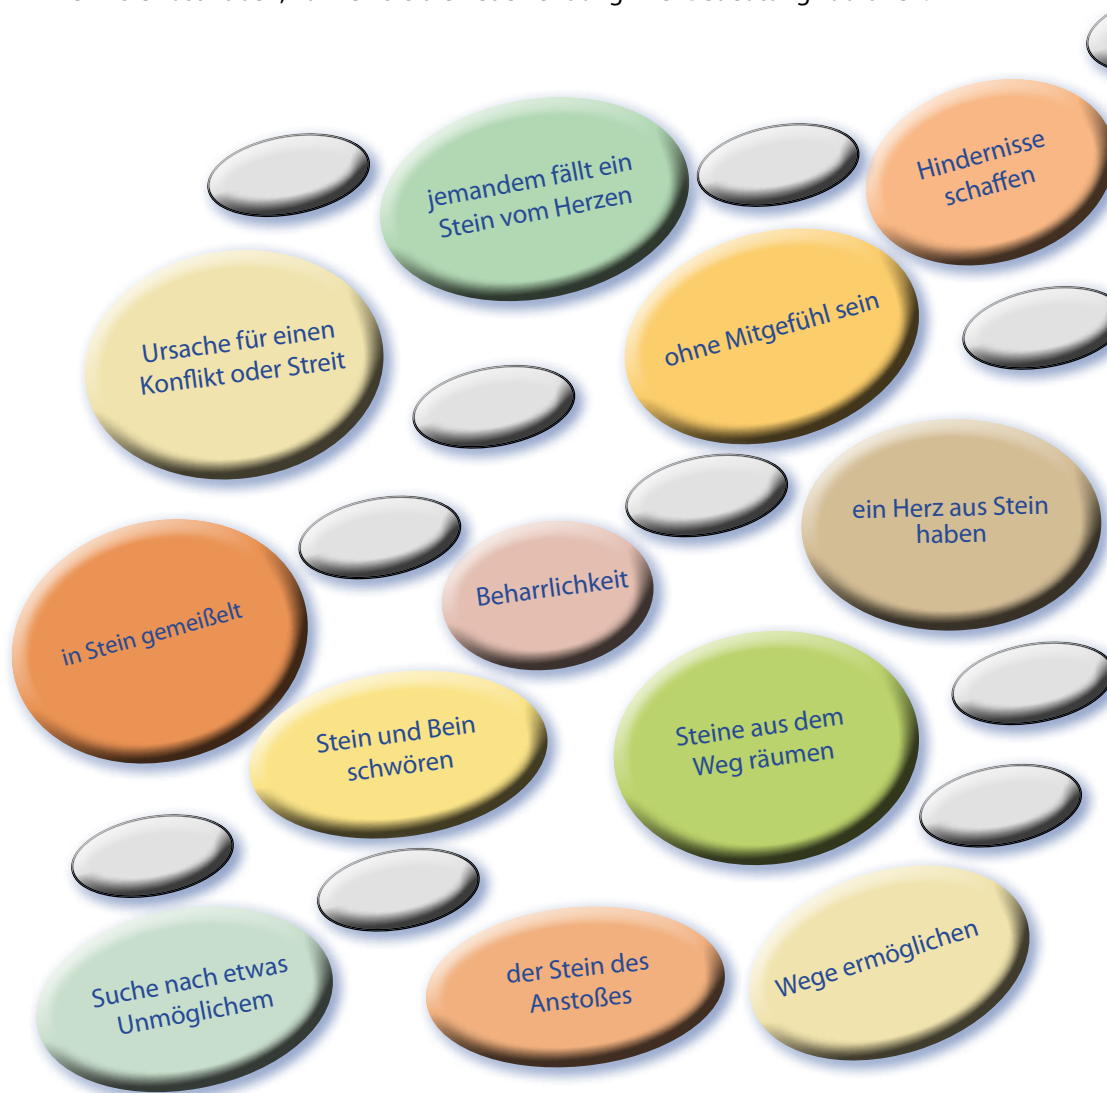 jemandem fällt ein
Stein vom Herzen
Hindernisse
schaffen
Ursache für einen
Konflikt oder Streit
ohne Mitgefühl sein
ein Herz aus Stein
haben
in Stein gemeißelt
Beharrlichkeit
Stein und Bein
schwören
Steine aus dem
Weg räumen
Suche nach etwas
Unmöglichem
der Stein des
Anstoßes
Wege ermöglichen